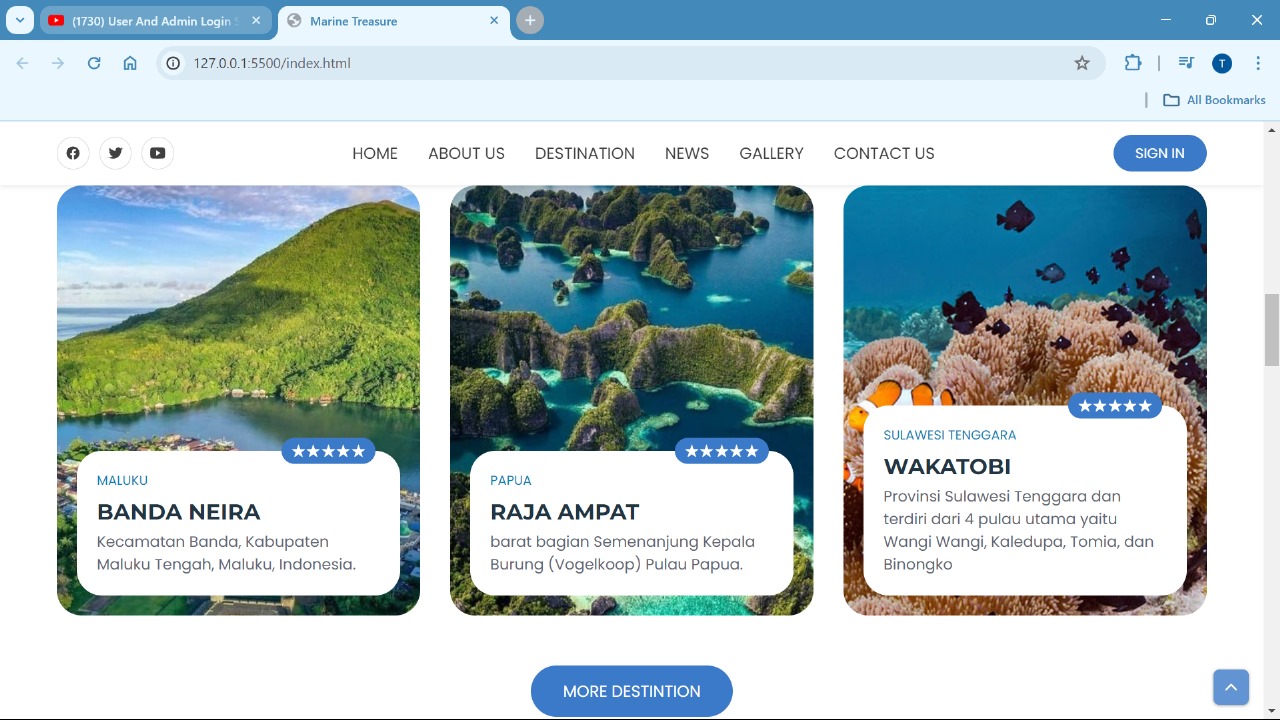 (1730) User And Admin Login
Marine Treasure
127.0.0.1:5500/index.html
T
All Bookmarks
HOME ABOUT US DESTINATION NEWS GALLERY CONTACT US SIGN IN
MALUKU
BANDA NEIRA
Kecamatan Banda, Kabupaten
Maluku Tengah, Maluku, Indonesia.
PAPUA
RAJA AMPAT
barat bagian Semenanjung Kepala
Burung (Vogelkoop) Pulau Papua.
SULAWESI TENGGARA
WAKATOBI
Provinsi Sulawesi Tenggara dan
terdiri dari 4 pulau utama yaitu
Wangi Wangi, Kaledupa, Tomia, dan
Binongko
MORE DESTINTION